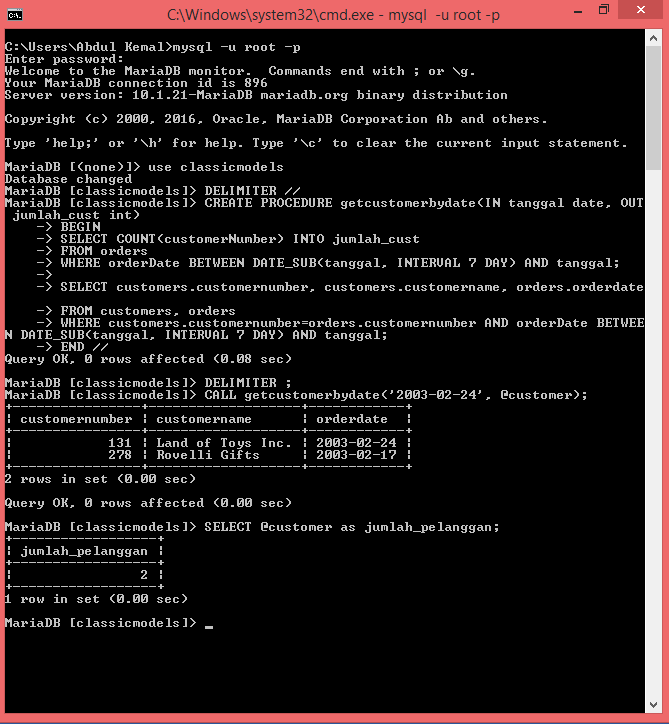 C:\Windows\system32\cmd.exe - mysql -u root -p
C:\Users\Abdul Kemal>mysql -u root -p
Enter password:
Welcome to the MariaDB monitor.  Commands end with ; or \g.
Your MariaDB connection id is 896
Server version: 10.1.21-MariaDB mariadb.org binary distribution

Copyright (c) 2000, 2016, Oracle, MariaDB Corporation Ab and others.

Type 'help;' or '\h' for help. Type '\c' to clear the current input statement.

MariaDB [(none)]> use classicmodels
Database changed
MariaDB [classicmodels]> DELIMITER //
MariaDB [classicmodels]> CREATE PROCEDURE getcustomerbydate(IN tanggal date, OUT
 jumlah_cust int)
    -> BEGIN
    -> SELECT COUNT(customerNumber) INTO jumlah_cust
    -> FROM orders
    -> WHERE orderDate BETWEEN DATE_SUB(tanggal, INTERVAL 7 DAY) AND tanggal;
    ->
    -> SELECT customers.customernumber, customers.customername, orders.orderdate

    -> FROM customers, orders
    -> WHERE customers.customernumber=orders.customernumber AND orderDate BETWEE
N DATE_SUB(tanggal, INTERVAL 7 DAY) AND tanggal;
    -> END //
Query OK, 0 rows affected (0.08 sec)

MariaDB [classicmodels]> DELIMITER ;
MariaDB [classicmodels]> CALL getcustomerbydate('2003-02-24', @customer);
+----------------+--------------------+------------+
| customernumber | customername       | orderdate  |
+----------------+--------------------+------------+
|            131 | Land of Toys Inc. | 2003-02-24 |
|            278 | Rovelli Gifts     | 2003-02-17 |
+----------------+--------------------+------------+
2 rows in set (0.00 sec)

Query OK, 0 rows affected (0.00 sec)

MariaDB [classicmodels]> SELECT @customer as jumlah_pelanggan;
+------------------+
| jumlah_pelanggan |
+------------------+
|                2 |
+------------------+
1 row in set (0.00 sec)

MariaDB [classicmodels]> _